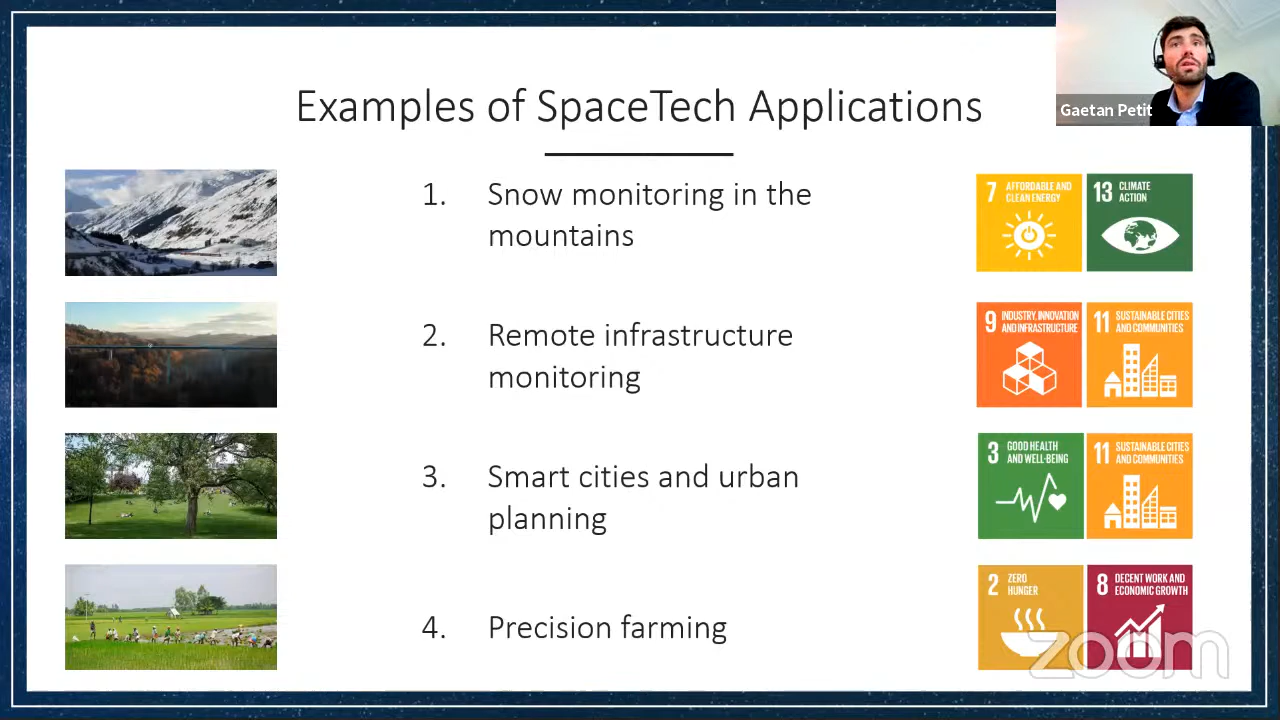 Examples of SpaceTech Applications
Gaetan Petit
1. Snow monitoring in the
mountains
7 AFFORDABLE AND
CLEAN ENERGY
13 CLIMATE
ACTION
2. Remote infrastructure
monitoring
9 INDUSTRY, INNOVATION
AND INFRASTRUCTURE
11 SUSTAINABLE CITIES
AND COMMUNITIES
3. Smart cities and urban
planning
3 GOOD HEALTH
AND WELL-BEING
11 SUSTAINABLE CITIES
AND COMMUNITIES
4. Precision farming
2 ZERO
HUNGER
8 DECENT WORK AND
ECONOMIC GROWTH
zoom